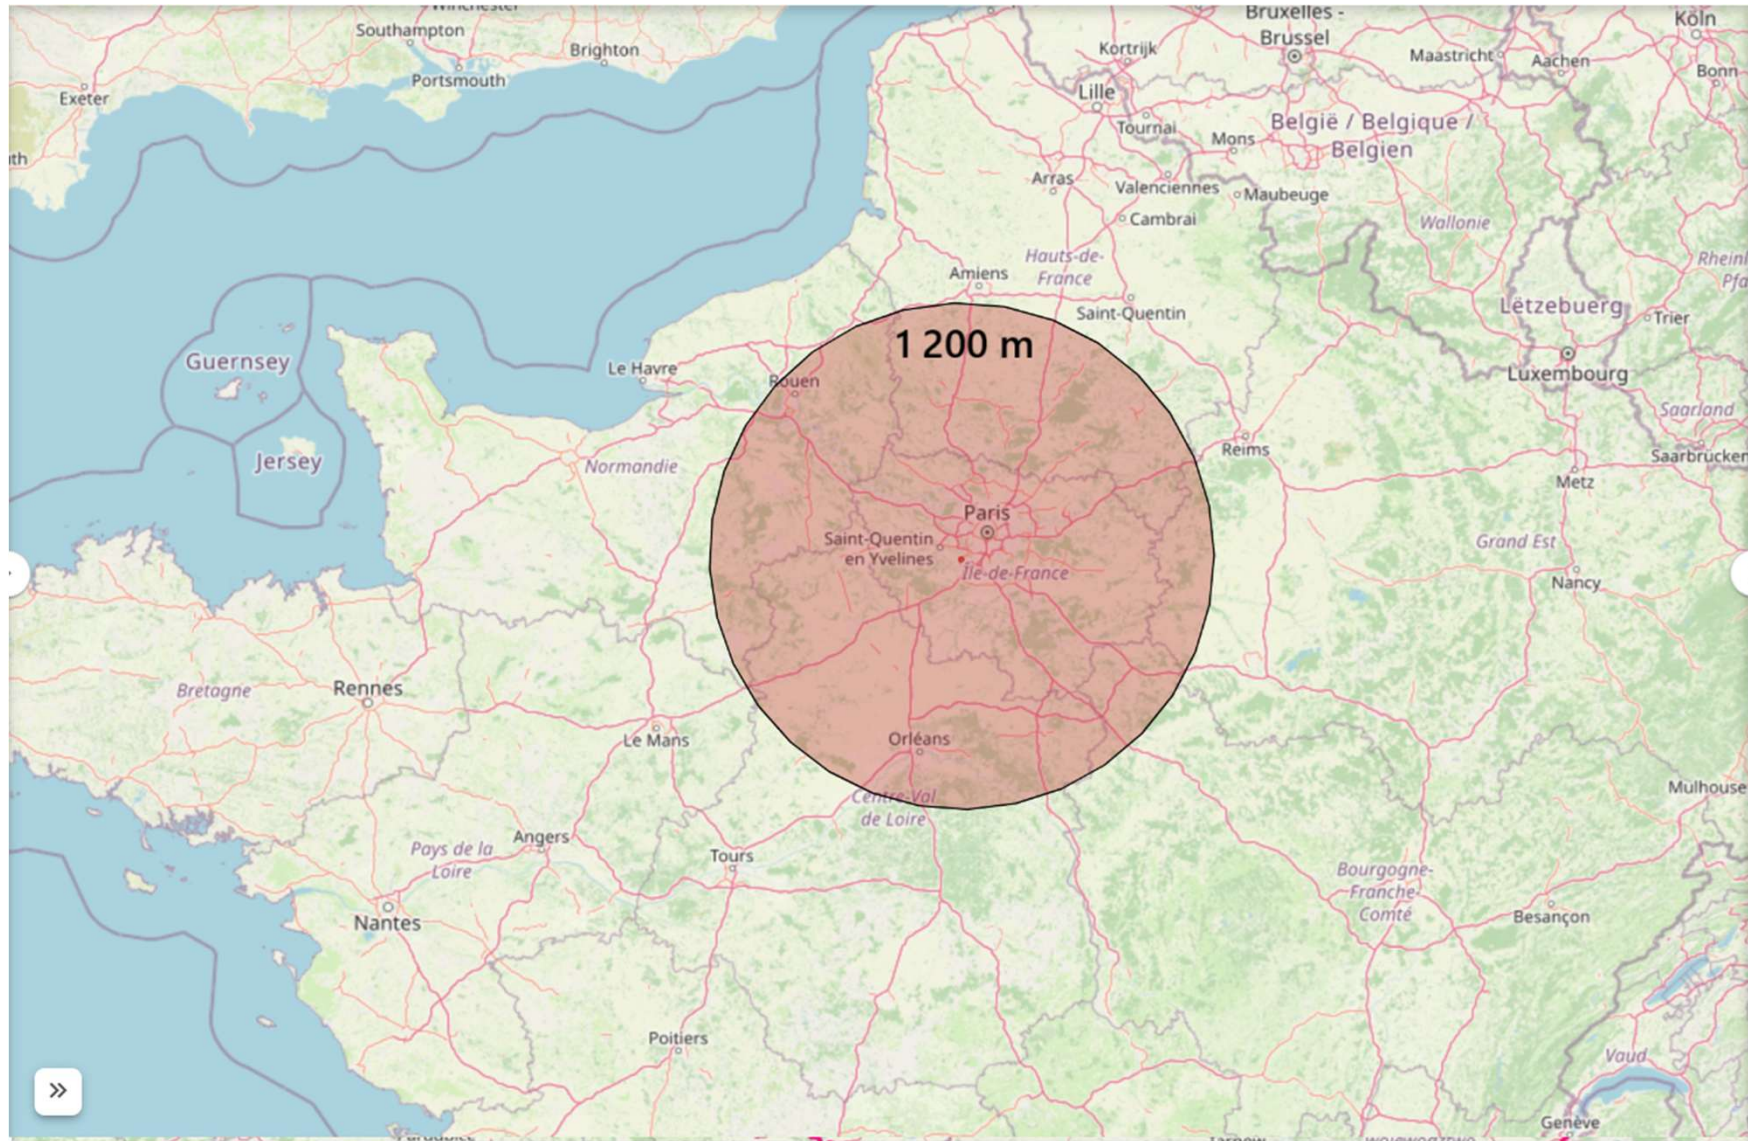 Winchester
Southampton
Brighton
Portsmouth
Exeter
uth
Bruxelles -
Brussel
Kortrijk
Maastricht
Aachen
Köln
Bonn
Lille
Tournai
Mons
België / Belgique /
Belgien
Arras
Valenciennes
Maubeuge
Cambrai
Wallonie
Hauts-de-
France
Amiens
Saint-Quentin
Rheinl
Pfa
Lëtzebuerg
Trier
Luxembourg
Saarland
Saarbrücken
Guernsey
Jersey
Le Havre
Rouen
1 200 m
Normandie
Reims
Metz
Paris
Saint-Quentin
en Yvelines
Île-de-France
Grand Est
Nancy
Bretagne
Rennes
Le Mans
Orléans
Centre-Val
de Loire
Mulhouse
Angers
Pays de la
Loire
Tours
Nantes
Bourgogne-
Franche-
Comté
Besançon
Poitiers
Vaud
Genève